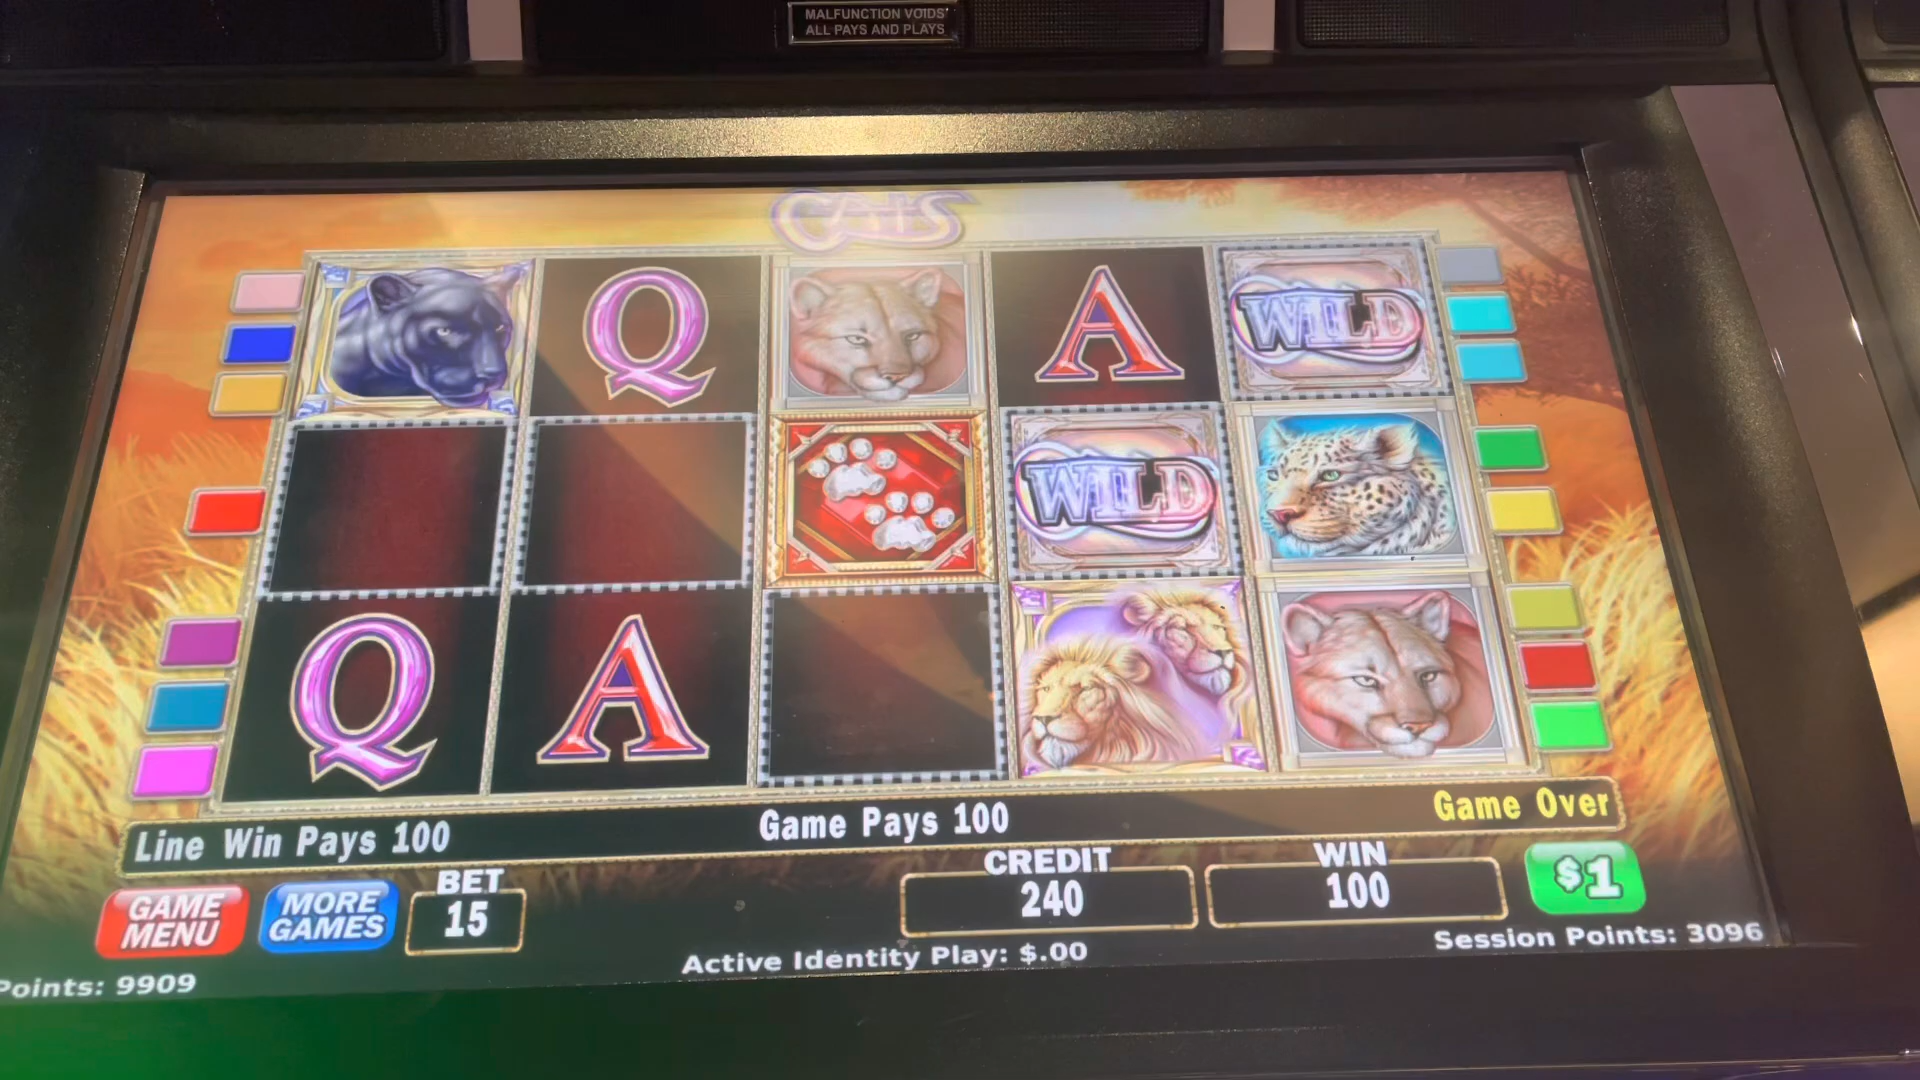 MALFUNCTION VOIDS
ALL PAYS AND PLAYS
CATS
Q
A
WILD
WILD
Q
A
Line Win Pays 100
Game Pays 100
Game Over
GAME MENU
MORE GAMES
BET
15
CREDIT
240
WIN
100
$1
Points: 9909
Active Identity Play: $.00
Session Points: 3096